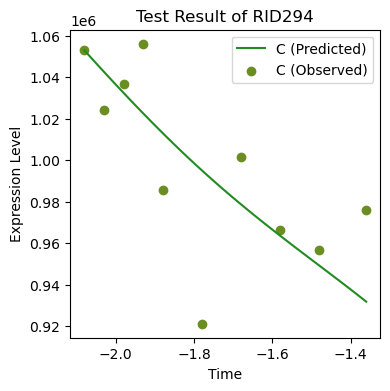 Test Result of RID294
1e6
C (Predicted)
C (Observed)
Expression Level
1.06
1.04
1.02
1.00
0.98
0.96
0.94
0.92
−2.0
−1.8
−1.6
−1.4
Time